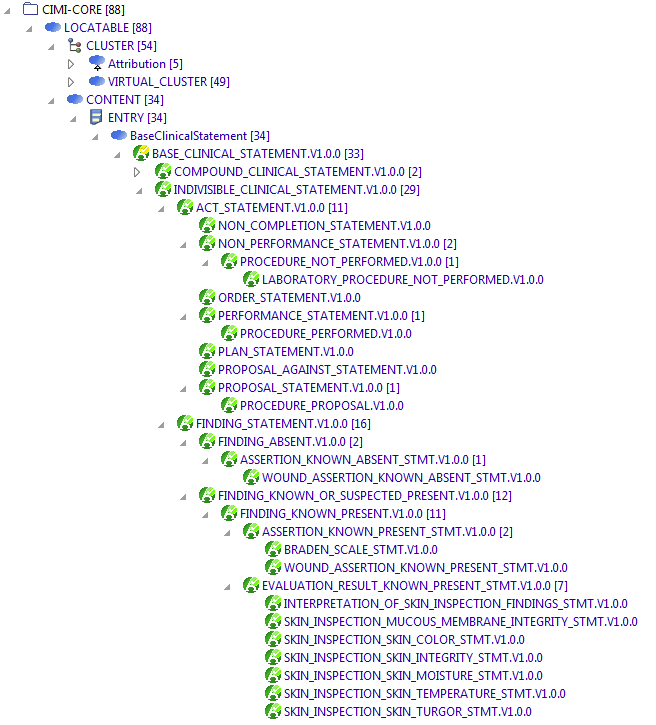 CIMI-CORE [88]
LOCATABLE [88]
CLUSTER [54]
Attribution [5]
VIRTUAL_CLUSTER [49]
CONTENT [34]
ENTRY [34]
BaseClinicalStatement [34]
BASE_CLINICAL_STATEMENT.V1.0.0 [33]
COMPOUND_CLINICAL_STATEMENT.V1.0.0 [2]
INDIVISIBLE_CLINICAL_STATEMENT.V1.0.0 [29]
ACT_STATEMENT.V1.0.0 [11]
NON_COMPLETION_STATEMENT.V1.0.0
NON_PERFORMANCE_STATEMENT.V1.0.0 [2]
PROCEDURE_NOT_PERFORMED.V1.0.0 [1]
LABORATORY_PROCEDURE_NOT_PERFORMED.V1.0.0
ORDER_STATEMENT.V1.0.0
PERFORMANCE_STATEMENT.V1.0.0 [1]
PROCEDURE_PERFORMED.V1.0.0
PLAN_STATEMENT.V1.0.0
PROPOSAL_AGAINST_STATEMENT.V1.0.0
PROPOSAL_STATEMENT.V1.0.0 [1]
PROCEDURE_PROPOSAL.V1.0.0
FINDING_STATEMENT.V1.0.0 [16]
FINDING_ABSENT.V1.0.0 [2]
ASSERTION_KNOWN_ABSENT_STMT.V1.0.0 [1]
WOUND_ASSERTION_KNOWN_ABSENT_STMT.V1.0.0
FINDING_KNOWN_OR_SUSPECTED_PRESENT.V1.0.0 [12]
FINDING_KNOWN_PRESENT.V1.0.0 [11]
ASSERTION_KNOWN_PRESENT_STMT.V1.0.0 [2]
BRADEN_SCALE_STMT.V1.0.0
WOUND_ASSERTION_KNOWN_PRESENT_STMT.V1.0.0
EVALUATION_RESULT_KNOWN_PRESENT_STMT.V1.0.0 [7]
INTERPRETATION_OF_SKIN_INSPECTION_FINDINGS_STMT.V1.0.0
SKIN_INSPECTION_MUCOUS_MEMBRANE_INTEGRITY_STMT.V1.0.0
SKIN_INSPECTION_SKIN_COLOR_STMT.V1.0.0
SKIN_INSPECTION_SKIN_INTEGRITY_STMT.V1.0.0
SKIN_INSPECTION_SKIN_MOISTURE_STMT.V1.0.0
SKIN_INSPECTION_SKIN_TEMPERATURE_STMT.V1.0.0
SKIN_INSPECTION_SKIN_TURGOR_STMT.V1.0.0